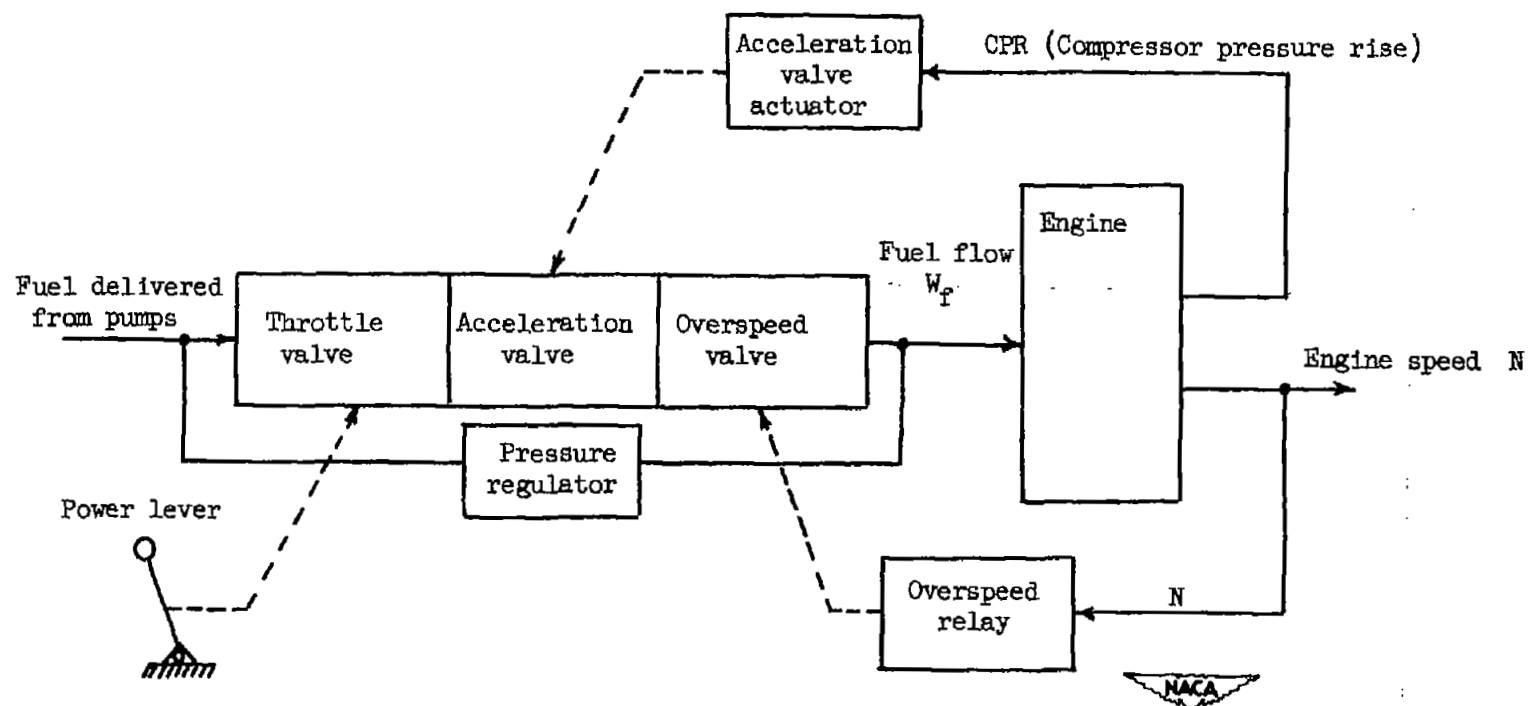 Acceleration
valve
actuator
CPR (Compressor pressure rise)
Engine
Fuel flow
W_f
Fuel delivered
from pumps
Throttle
valve
Acceleration
valve
Overspeed
valve
Engine speed N
Pressure
regulator
Power lever
Overspeed
relay
N
NACA